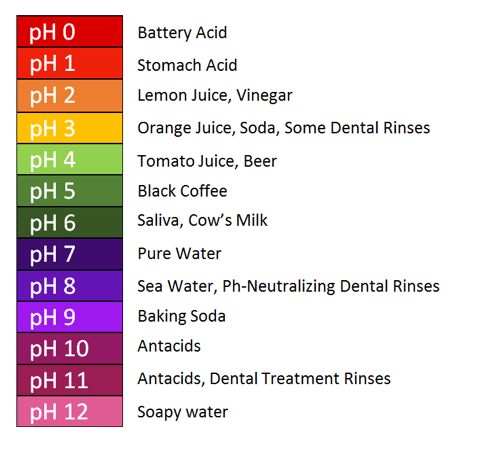 pH 0 Battery Acid
pH 1 Stomach Acid
pH 2 Lemon Juice, Vinegar
pH 3 Orange Juice, Soda, Some Dental Rinses
pH 4 Tomato Juice, Beer
pH 5 Black Coffee
pH 6 Saliva, Cow’s Milk
pH 7 Pure Water
pH 8 Sea Water, Ph-Neutralizing Dental Rinses
pH 9 Baking Soda
pH 10 Antacids
pH 11 Antacids, Dental Treatment Rinses
pH 12 Soapy water